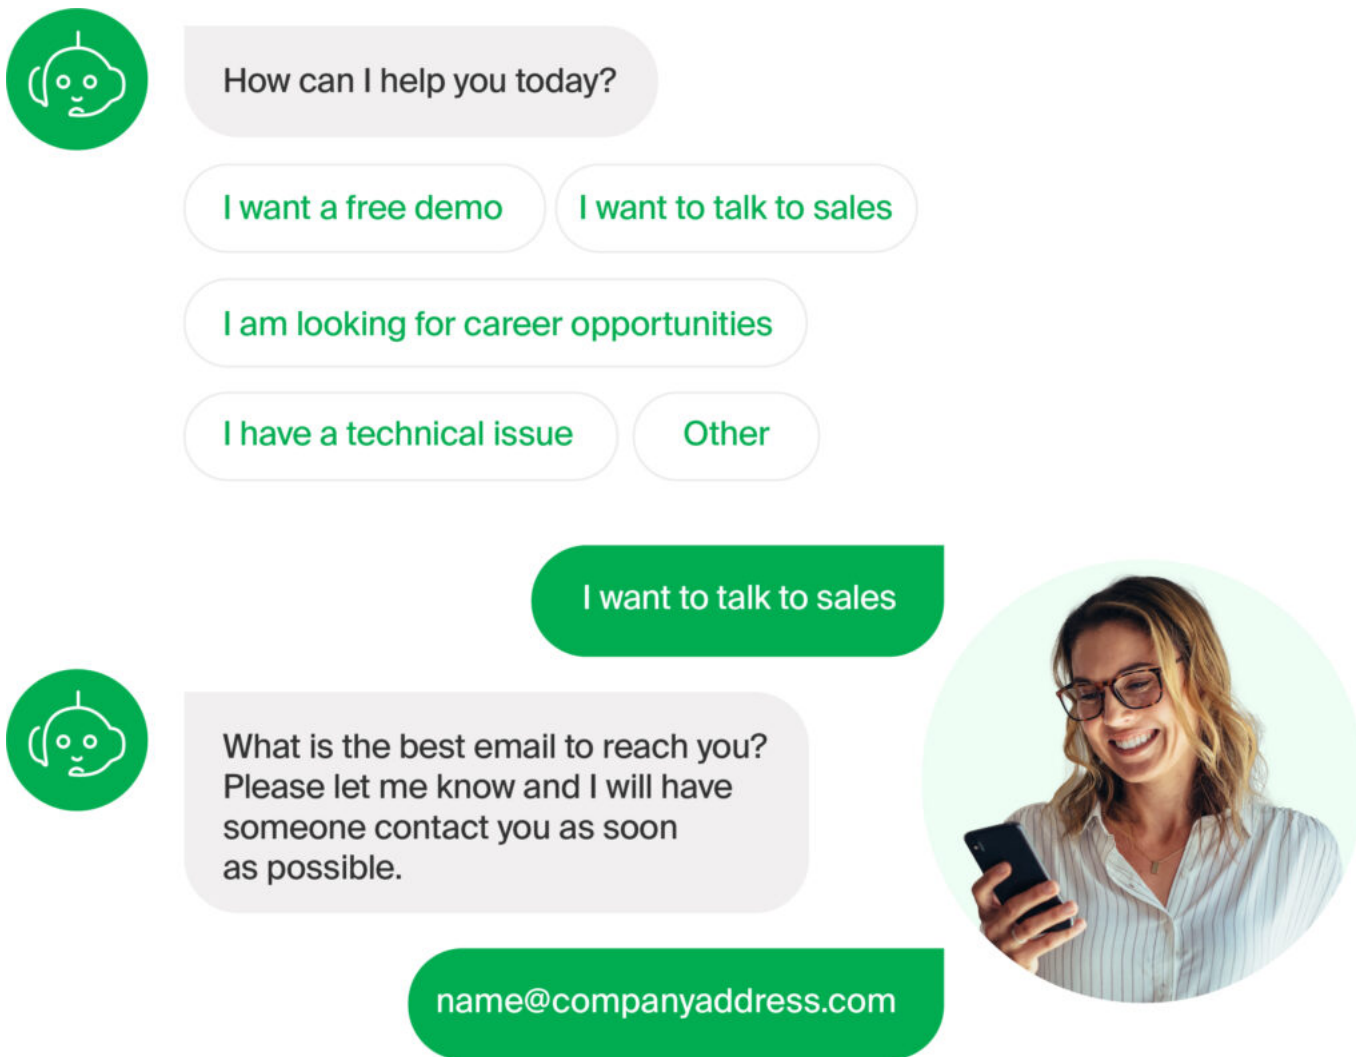 How can I help you today?
I want a free demo
I want to talk to sales
I am looking for career opportunities
I have a technical issue
Other
I want to talk to sales
What is the best email to reach you?
Please let me know and I will have
someone contact you as soon
as possible.
name@companyaddress.com